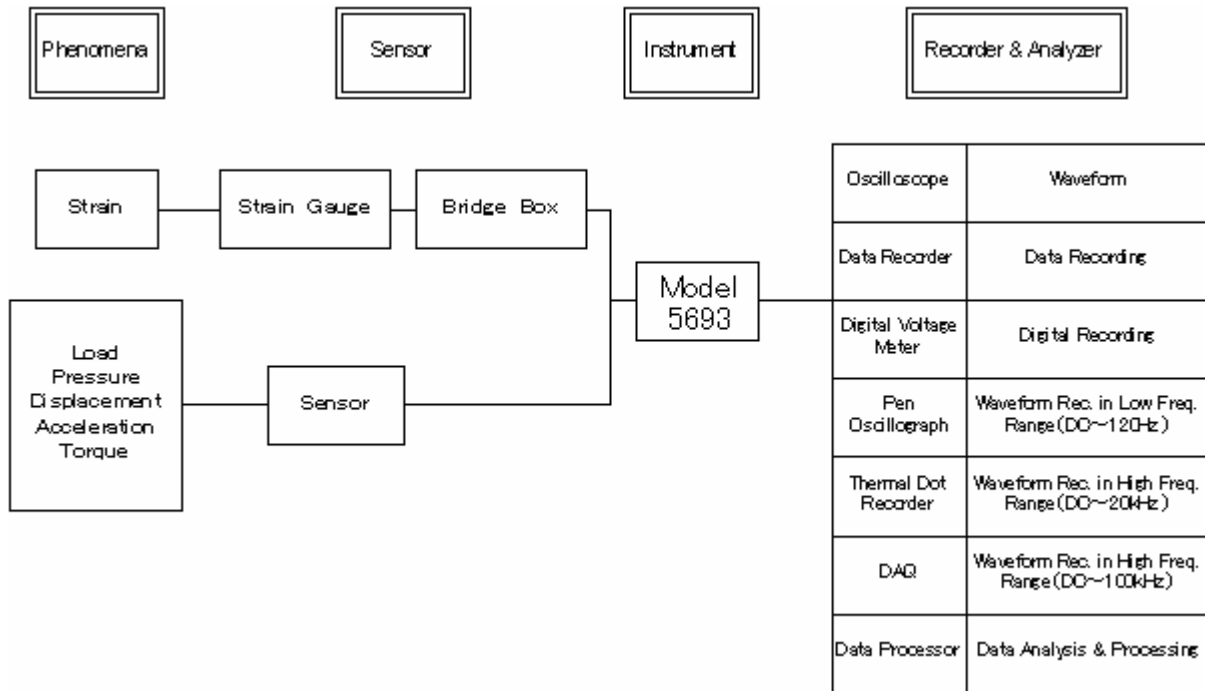 Phenomena
Sensor
Instrument
Recorder & Analyzer
Strain
Strain Gauge
Bridge Box
Load
Pressure
Displacement
Acceleration
Torque
Sensor
Model
5693
Oscilloscope
Waveform
Data Recorder
Data Recording
Digital Voltage
Meter
Digital Recording
Pen
Oscillograph
Waveform Rec. in Low Freq.
Range(DC～120Hz)
Thermal Dot
Recorder
Waveform Rec. in High Freq.
Range(DC～20kHz)
DAQ
Waveform Rec. in High Freq.
Range(DC～100kHz)
Data Processor
Data Analysis & Processing